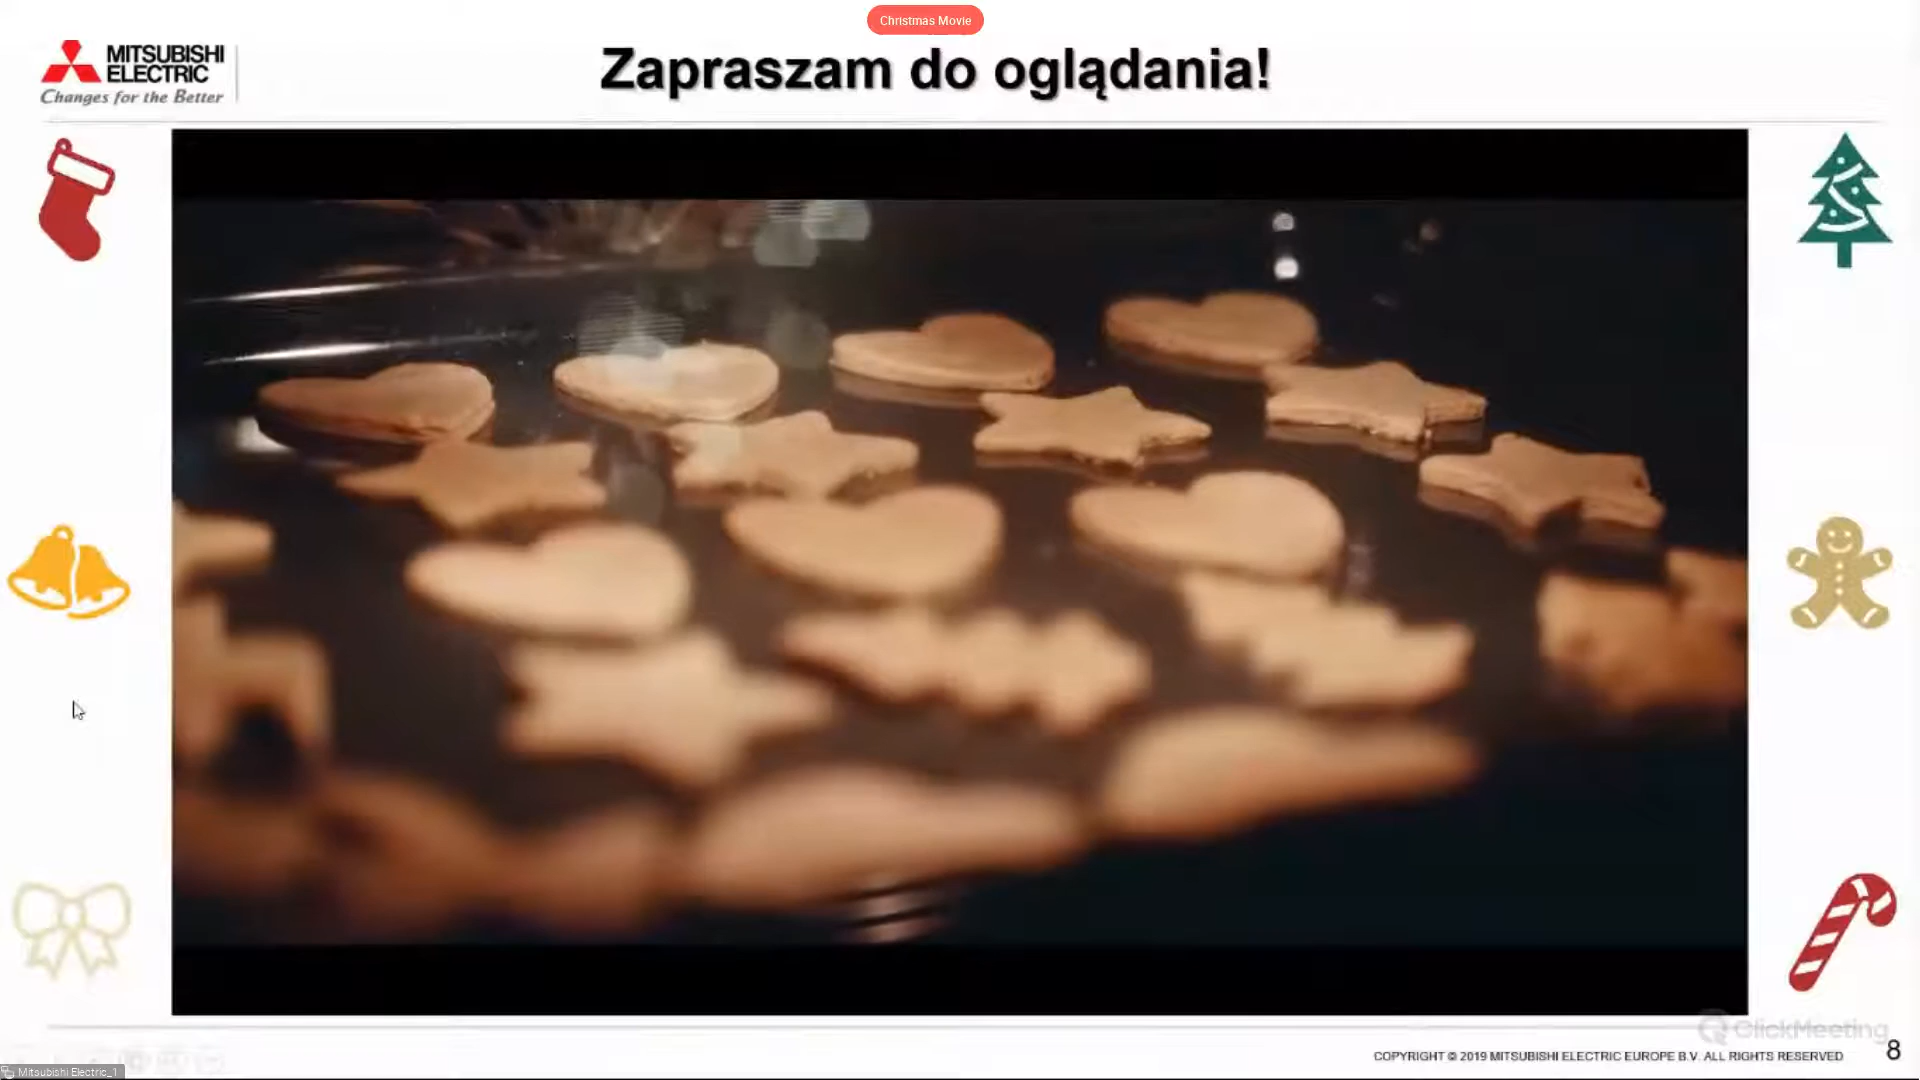 Christmas Movie
MITSUBISHI
ELECTRIC
Changes for the Better
Zapraszam do oglądania!
ClickMeeting
COPYRIGHT © 2019 MITSUBISHI ELECTRIC EUROPE B.V. ALL RIGHTS RESERVED
8
Mitsubishi Electric_1